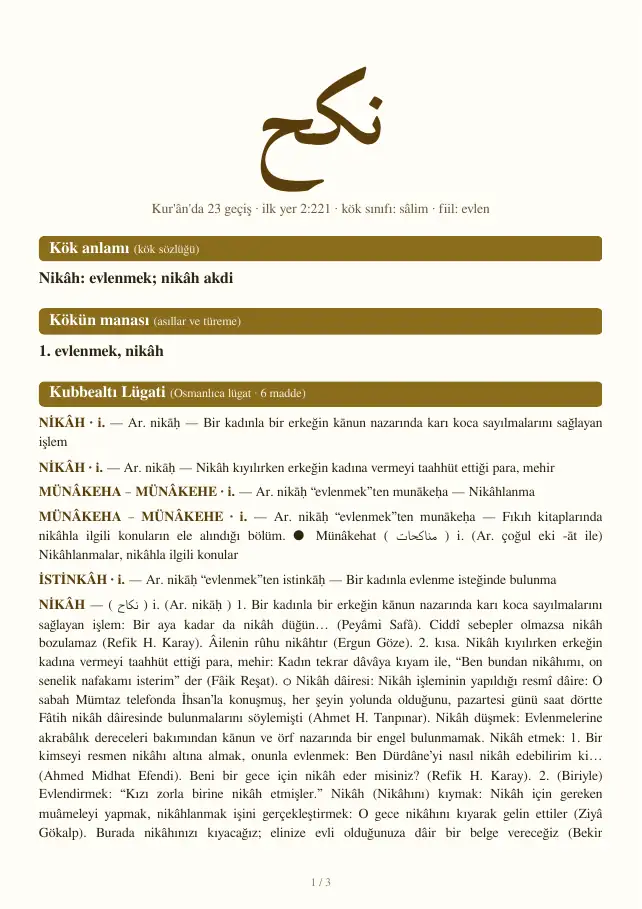 نكح
Kur'ân'da 23 geçiş · ilk yer 2:221 · kök sınıfı: sâlim · fiil: evlen
Kök anlamı (kök sözlüğü)
Nikâh: evlenmek; nikâh akdi
Kökün manası (asıllar ve türeme)
1. evlenmek, nikâh
Kubbealtı Lügati (Osmanlıca lügat · 6 madde)
NİKÂH · i. — Ar. nikāḥ — Bir kadınla bir erkeğin kānun nazarında karı koca sayılmalarını sağlayan
işlem
NİKÂH · i. — Ar. nikāḥ — Nikâh kıyılırken erkeğin kadına vermeyi taahhüt ettiği para, mehir
MÜNÂKEHA – MÜNÂKEHE · i. — Ar. nikāḥ “evlenmek”ten munākeḥa — Nikâhlanma
MÜNÂKEHA – MÜNÂKEHE · i. — Ar. nikāḥ “evlenmek”ten munākeḥa — Fıkıh kitaplarında
nikâhla ilgili konuların ele alındığı bölüm. ● Münâkehat ( مناكحات ) i. (Ar. çoğul eki -āt ile)
Nikâhlanmalar, nikâhla ilgili konular
İSTİNKÂH · i. — Ar. nikāḥ “evlenmek”ten istinkāḥ — Bir kadınla evlenme isteğinde bulunma
NİKÂH — ( نكاح ) i. (Ar. nikāḥ ) 1. Bir kadınla bir erkeğin kānun nazarında karı koca sayılmalarını
sağlayan işlem: Bir aya kadar da nikâh düğün… (Peyâmi Safâ). Ciddî sebepler olmazsa nikâh
bozulamaz (Refik H. Karay). Âilenin rûhu nikâhtır (Ergun Göze). 2. kısa. Nikâh kıyılırken erkeğin
kadına vermeyi taahhüt ettiği para, mehir: Kadın tekrar dâvâya kıyam ile, “Ben bundan nikâhımı, on
senelik nafakamı isterim” der (Fâik Reşat). ѻ Nikâh dâiresi: Nikâh işleminin yapıldığı resmî dâire: O
sabah Mümtaz telefonda İhsan’la konuşmuş, her şeyin yolunda olduğunu, pazartesi günü saat dörtte
Fâtih nikâh dâiresinde bulunmalarını söylemişti (Ahmet H. Tanpınar). Nikâh düşmek: Evlenmelerine
akrabâlık dereceleri bakımından kānun ve örf nazarında bir engel bulunmamak. Nikâh etmek: 1. Bir
kimseyi resmen nikâhı altına almak, onunla evlenmek: Ben Dürdâne’yi nasıl nikâh edebilirim ki…
(Ahmed Midhat Efendi). Beni bir gece için nikâh eder misiniz? (Refik H. Karay). 2. (Biriyle)
Evlendirmek: “Kızı zorla birine nikâh etmişler.” Nikâh (Nikâhını) kıymak: Nikâh için gereken
muâmeleyi yapmak, nikâhlanmak işini gerçekleştirmek: O gece nikâhını kıyarak gelin ettiler (Ziyâ
Gökalp). Burada nikâhınızı kıyacağız; elinize evli olduğunuza dâir bir belge vereceğiz (Bekir
1 / 3